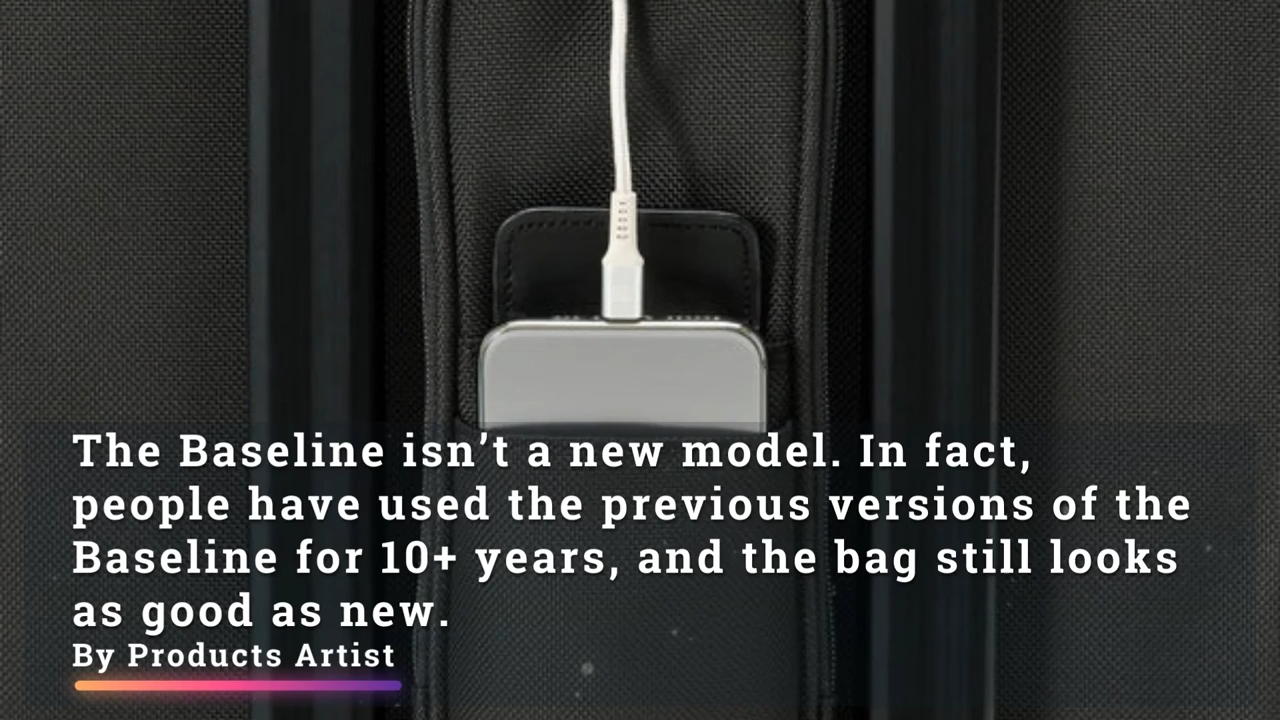 The Baseline isn’t a new model. In fact,
people have used the previous versions of the
Baseline for 10+ years, and the bag still looks
as good as new.
By Products Artist